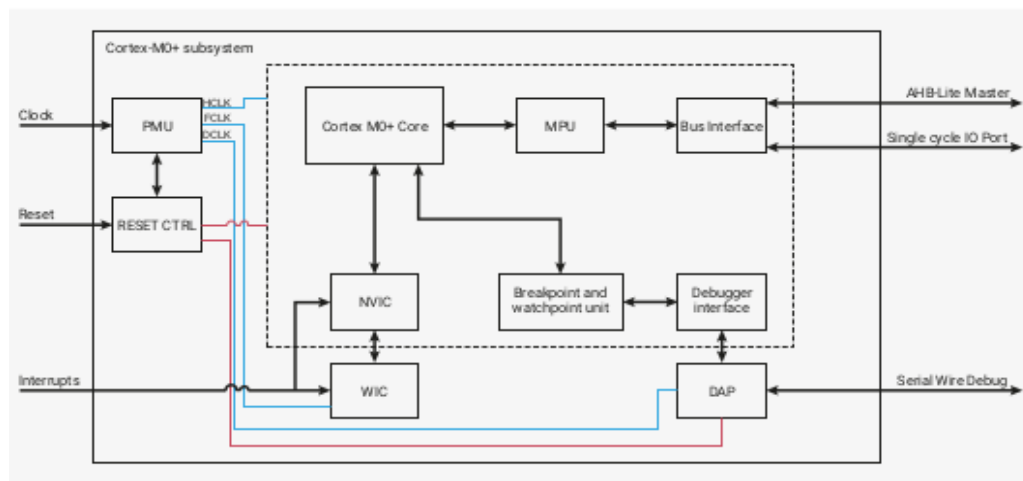 Cortex-M0+ subsystem
HCLK
AHB-Lite Master
Clock
PMU
FCLK
Cortex M0+ Core
MPU
Bus Interface
DCLK
Single cycle IO Port
Reset
RESET CTRL
NVIC
Breakpoint and
watchpoint unit
Debugger
interface
Interrupts
WIC
DAP
Serial Wire Debug